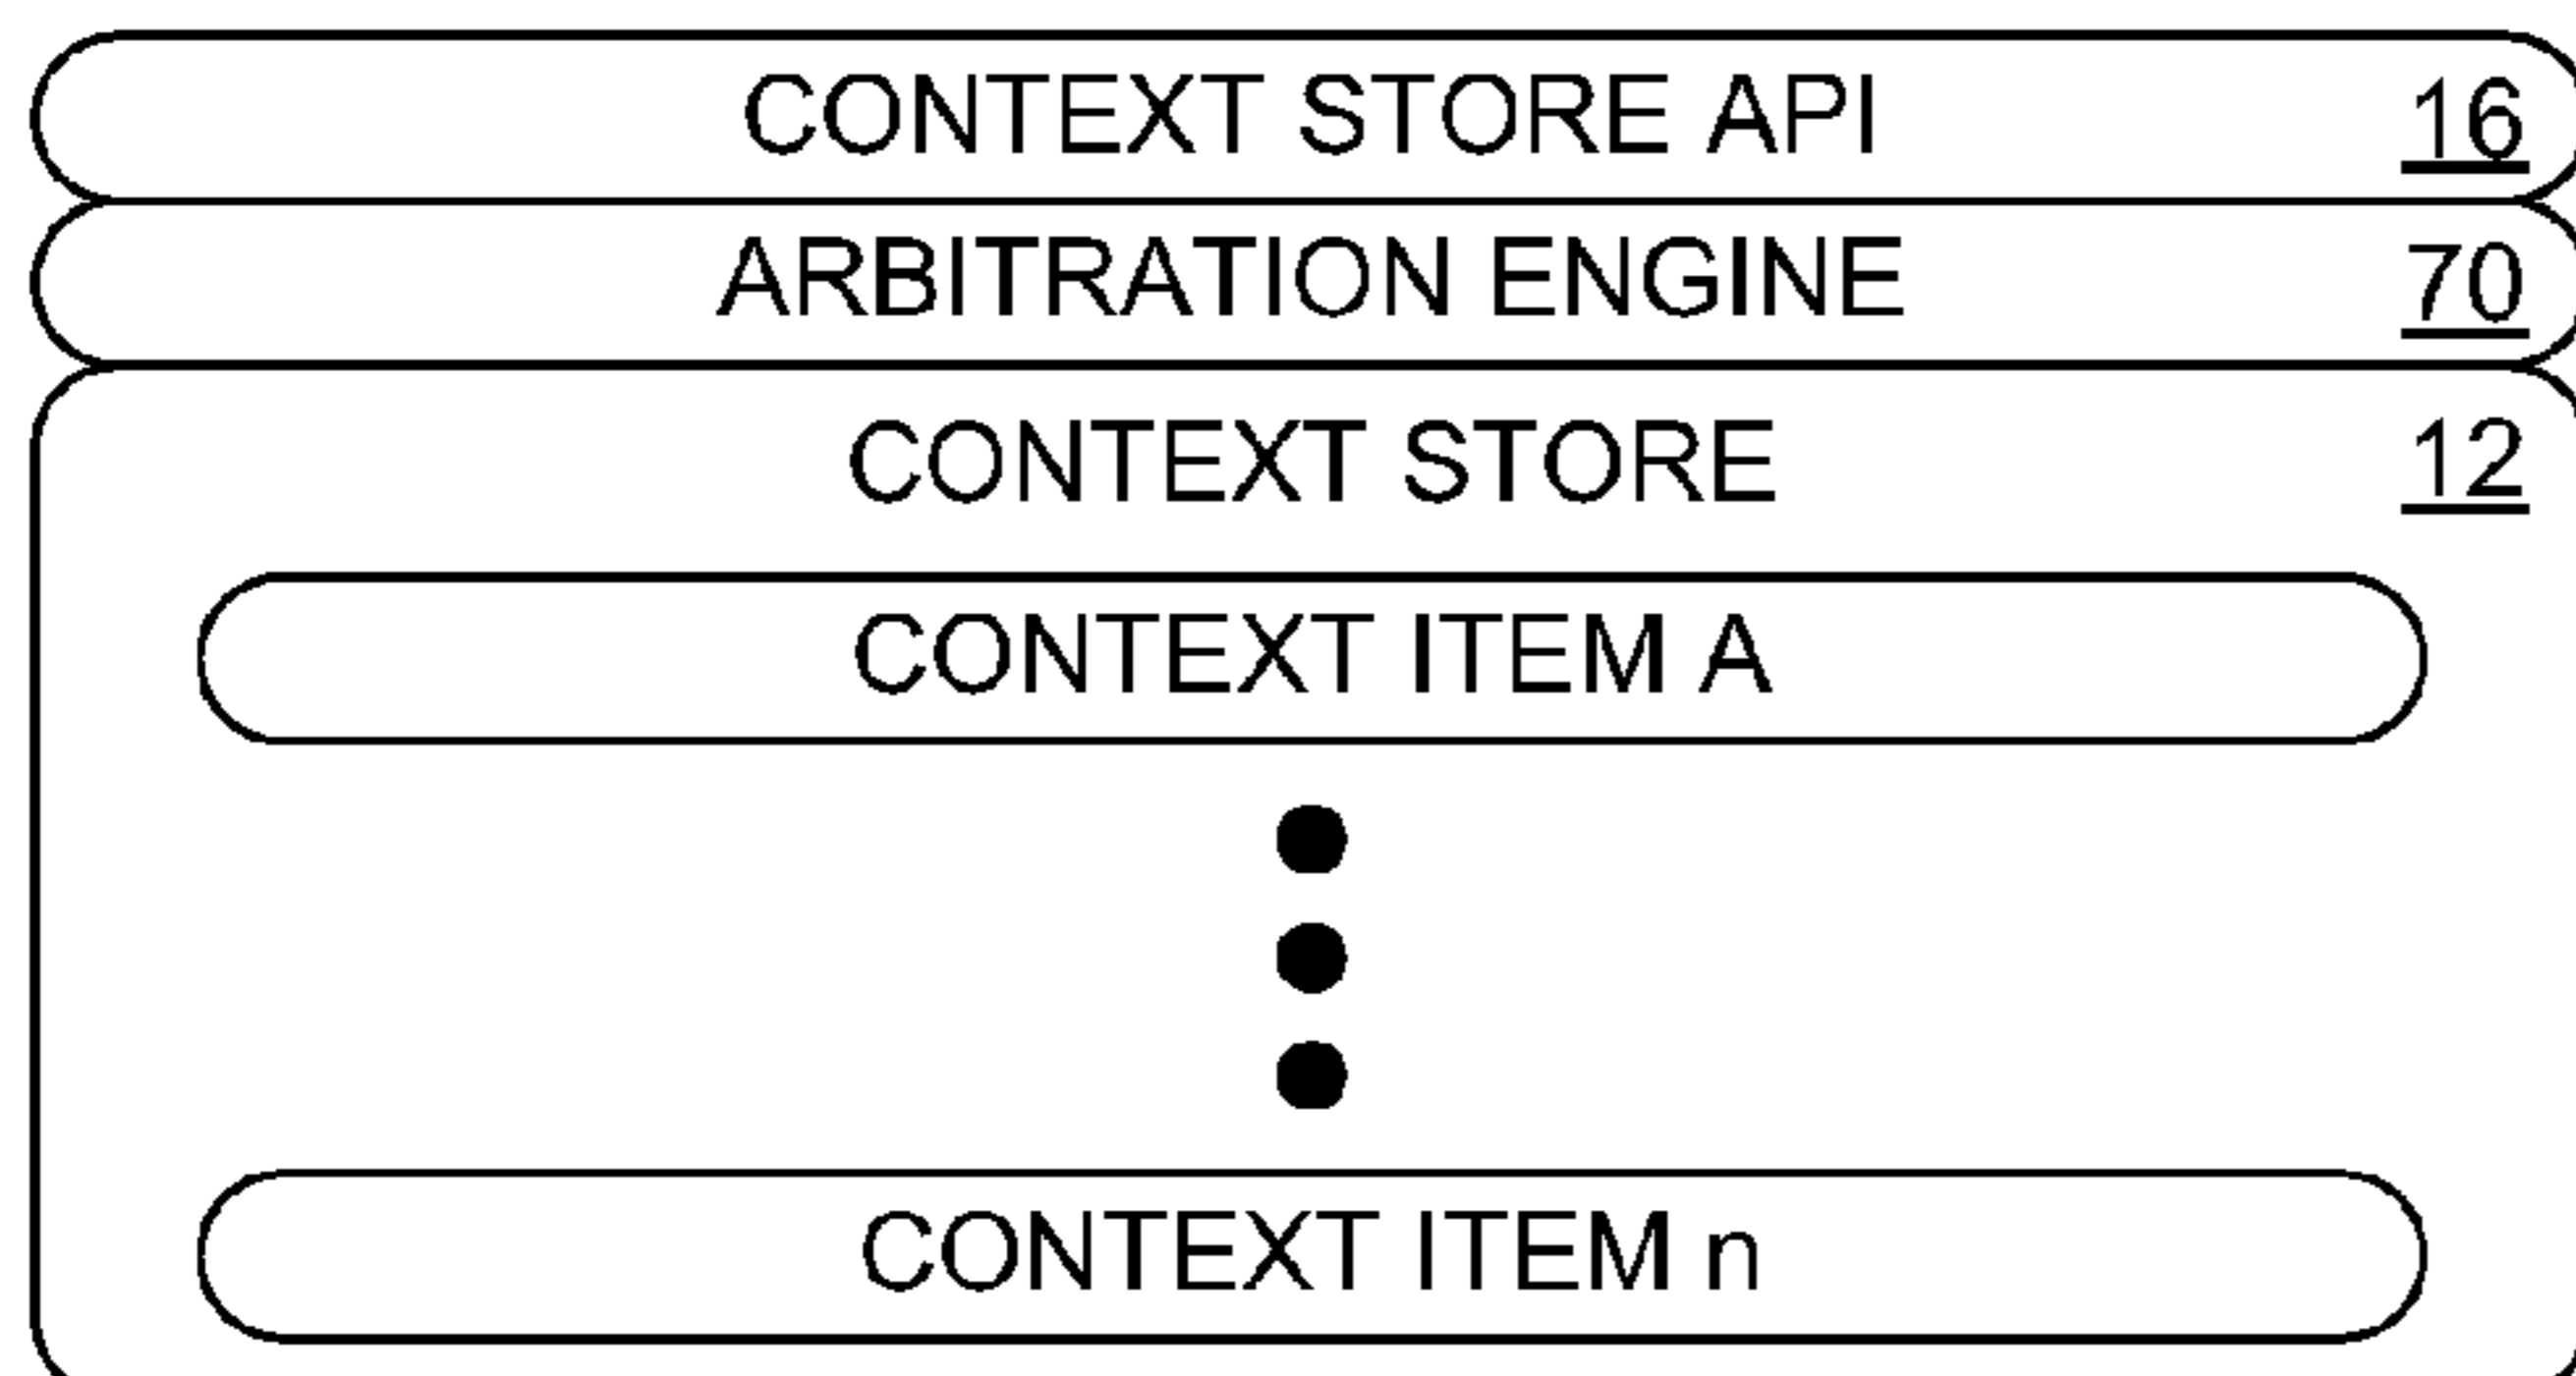 CONTEXT STORE API 16
ARBITRATION ENGINE 70
CONTEXT STORE 12
CONTEXT ITEM A
CONTEXT ITEM n